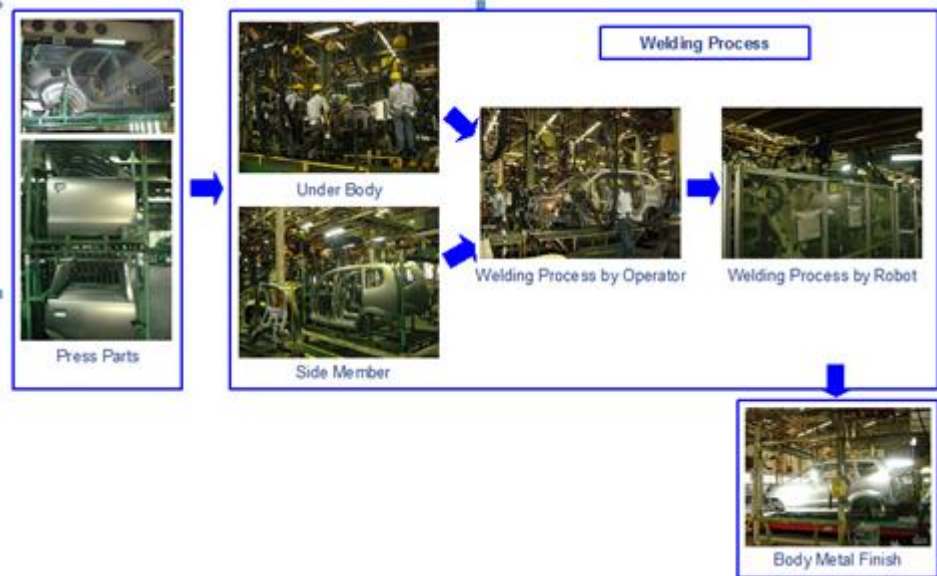 Welding Process
Under Body
Welding Process by Operator
Welding Process by Robot
Press Parts
Side Member
Body Metal Finish